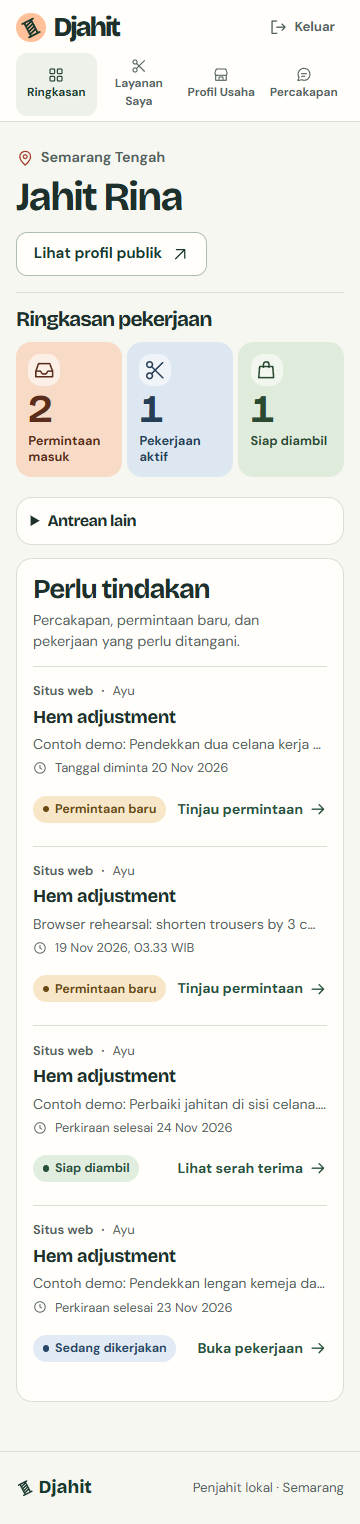 Djahit
Keluar
Ringkasan
Layanan
Saya
Profil Usaha
Percakapan
Semarang Tengah
Jahit Rina
Lihat profil publik
Ringkasan pekerjaan
2
Permintaan
masuk
1
Pekerjaan
aktif
1
Siap diambil
Antrean lain
Perlu tindakan
Percakapan, permintaan baru, dan
pekerjaan yang perlu ditangani.
Situs web · Ayu
Hem adjustment
Contoh demo: Pendekkan dua celana kerja ...
Tanggal diminta 20 Nov 2026
Permintaan baru
Tinjau permintaan
Situs web · Ayu
Hem adjustment
Browser rehearsal: shorten trousers by 3 c...
19 Nov 2026, 03.33 WIB
Permintaan baru
Tinjau permintaan
Situs web · Ayu
Hem adjustment
Contoh demo: Perbaiki jahitan di sisi celana....
Perkiraan selesai 24 Nov 2026
Siap diambil
Lihat serah terima
Situs web · Ayu
Hem adjustment
Contoh demo: Pendekkan lengan kemeja da...
Perkiraan selesai 23 Nov 2026
Sedang dikerjakan
Buka pekerjaan
Djahit
Penjahit lokal · Semarang